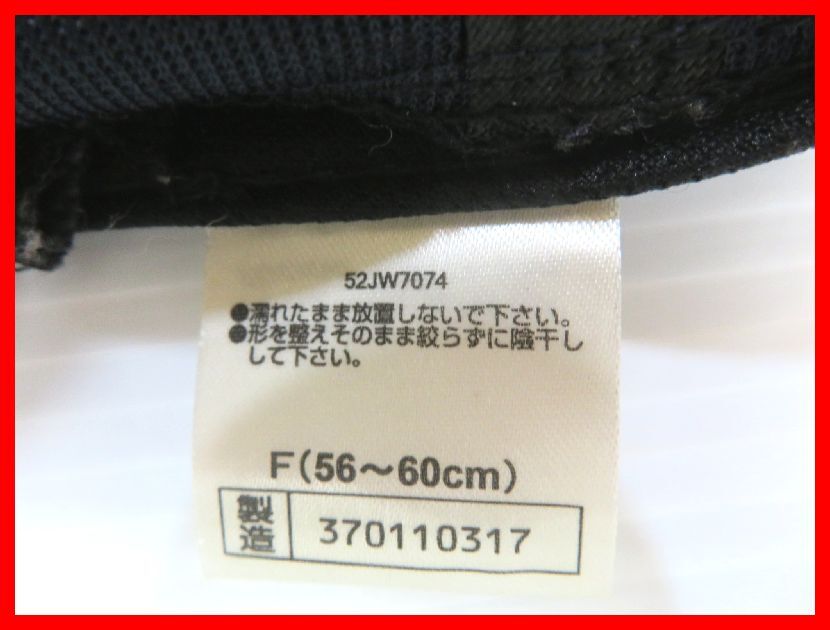 52JW7074
●濡れたまま放置しないで下さい。
●形を整えそのまま絞らずに陰干し
して下さい。
F(56～60cm)
製造 370110317